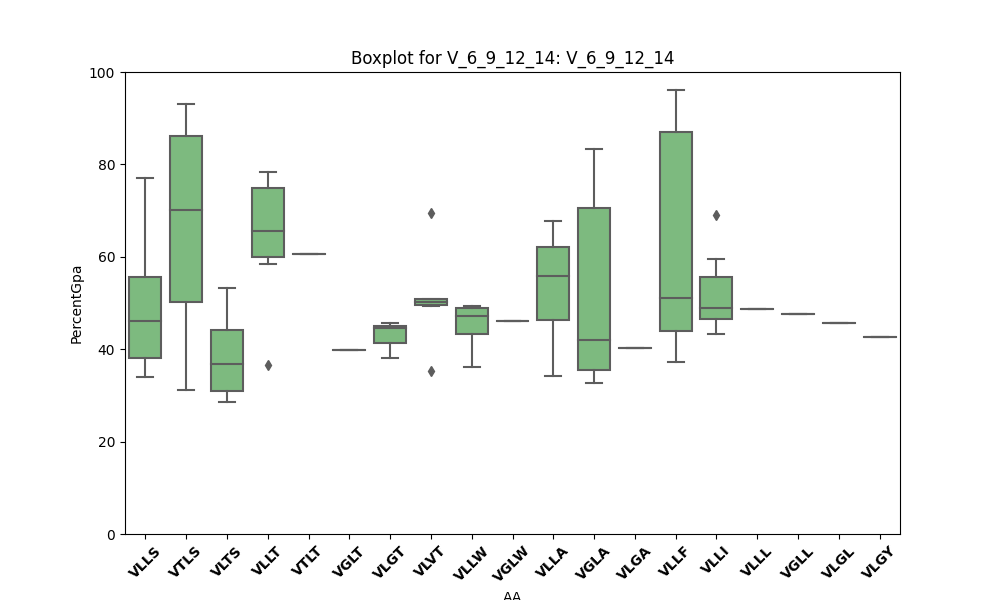 Boxplot for V_6_9_12_14: V_6_9_12_14
PercentGpa
100
80
60
40
20
0
VLLS VTLS VLTS VLLT VTLT VGLT VLGT VLVT VLLW VGLW VLLA VGLA VLGA VLLF VLLI VLLL VGLL VLGL VLGY
AA